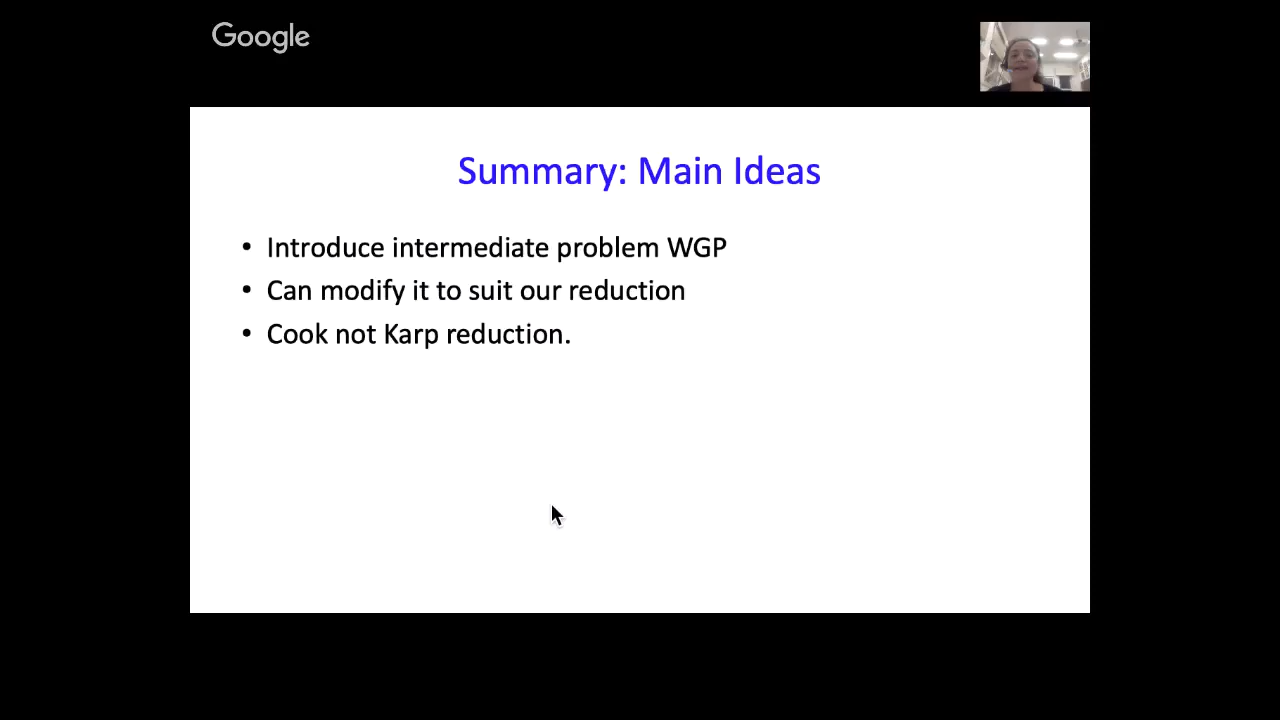 Google
Summary: Main Ideas
• Introduce intermediate problem WGP
• Can modify it to suit our reduction
• Cook not Karp reduction.